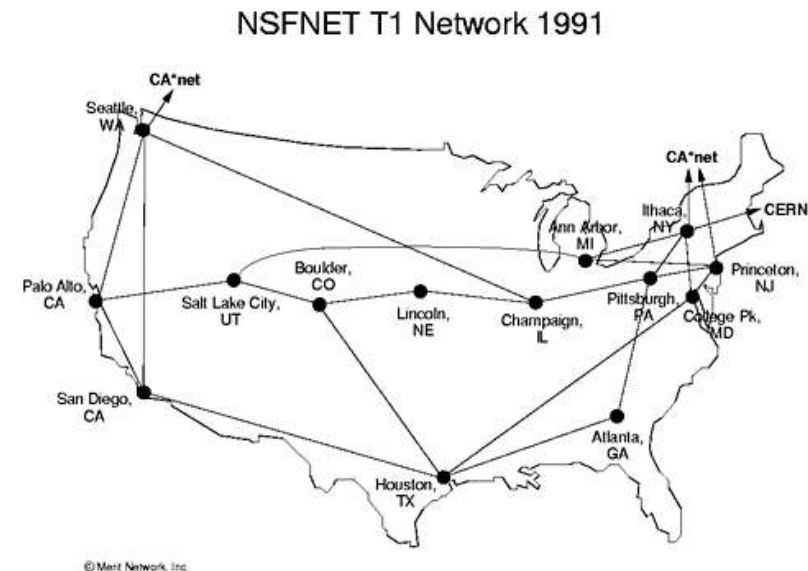 NSFNET T1 Network 1991
CA*net
Seattle,
WA
CA*net
Ithaca,
NY
CERN
Ann Arbor,
MI
Boulder,
CO
Princeton,
NJ
Palo Alto,
CA
Salt Lake City,
UT
Lincoln,
NE
Champaign,
IL
Pittsburgh,
PA
College Pk,
MD
San Diego,
CA
Atlanta,
GA
Houston,
TX
© Merit Network, Inc.